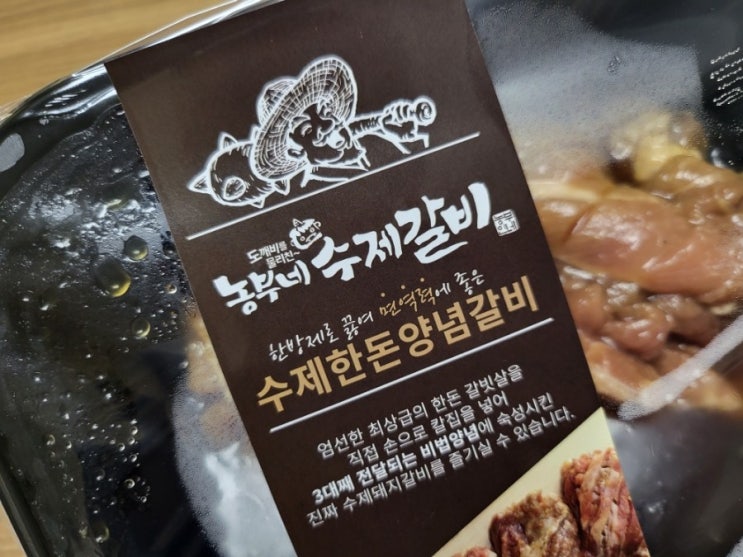 도깨비를
물리친~
농부네 수제갈비
한방제로 끓여 면역력에 좋은
수제한돈양념갈비
엄선한 최상급의 한돈 갈빗살을
직접 손으로 칼집을 넣어
3대째 전달되는 비법양념에 숙성시킨
진짜 수제돼지갈비를 즐기실 수 있습니다.